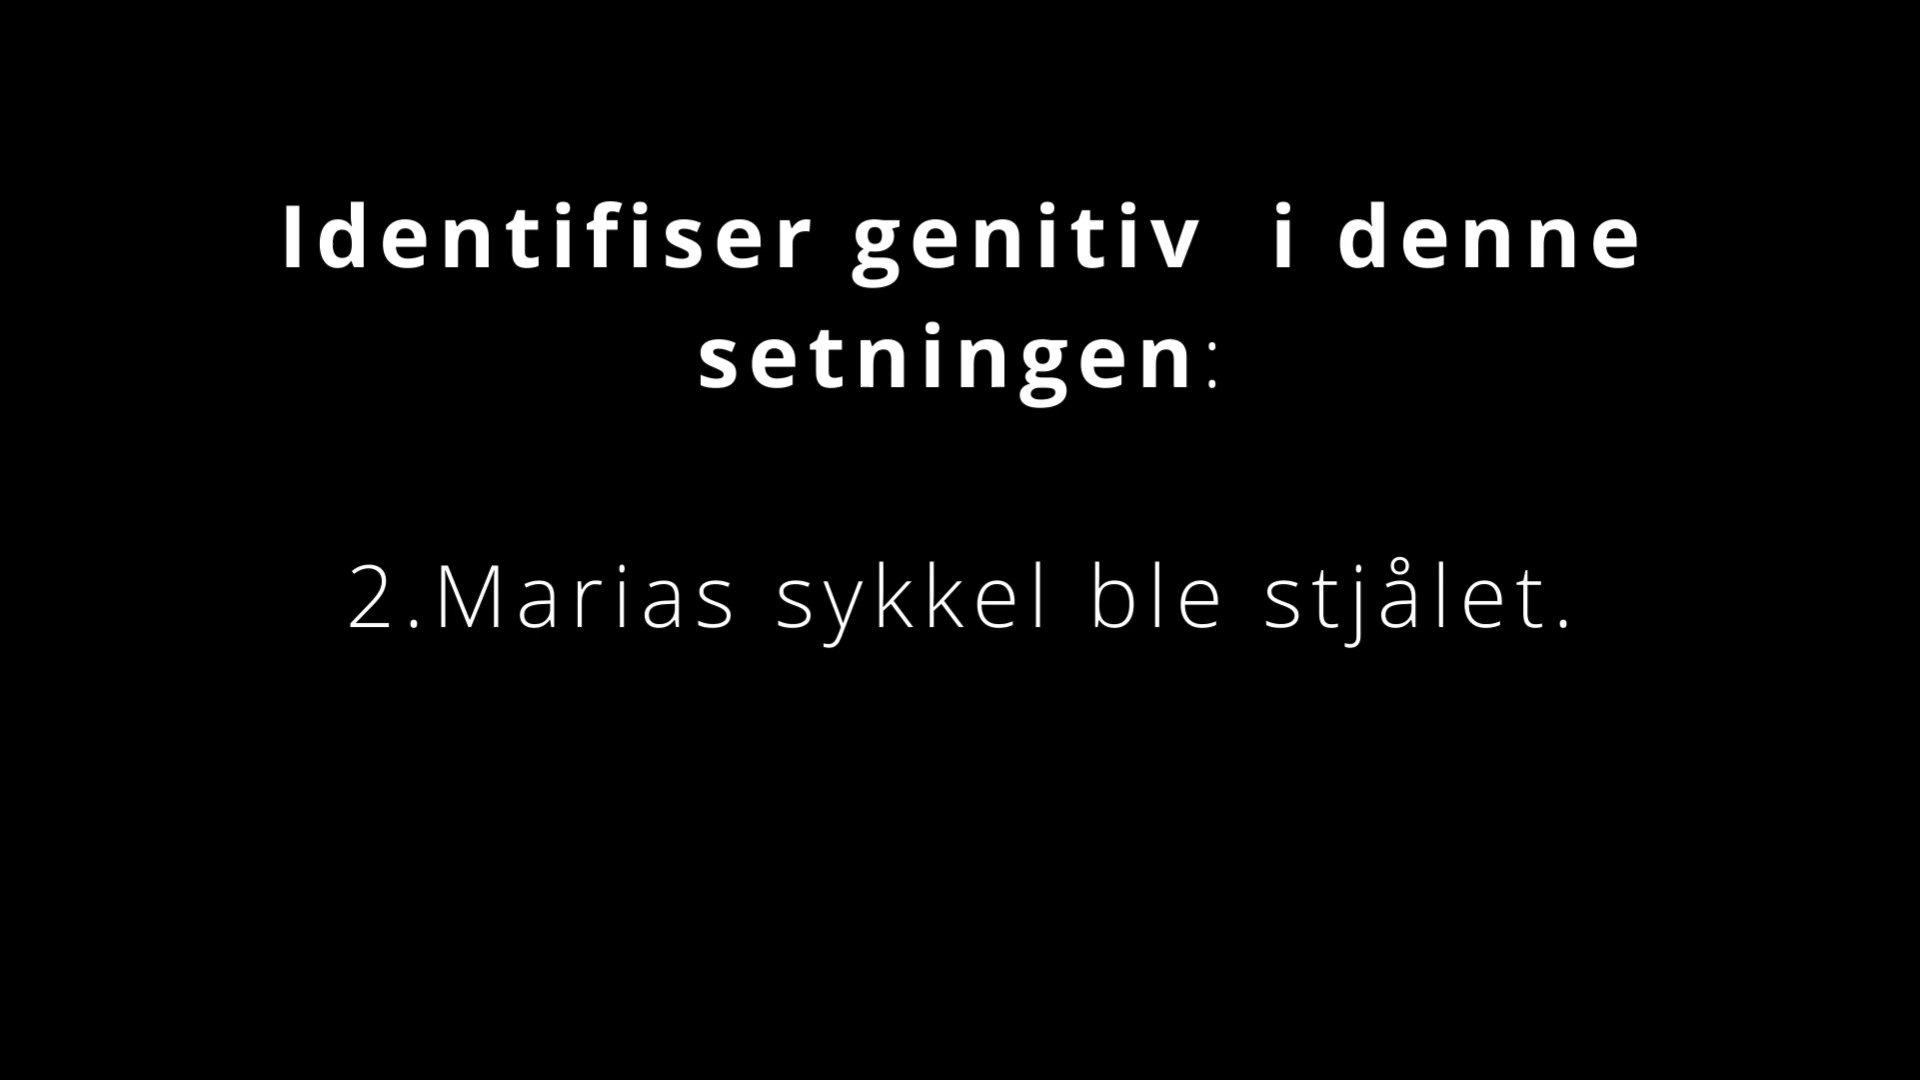 Identifiser genitiv  i denne
setningen:
2.Marias sykkel ble stjålet.